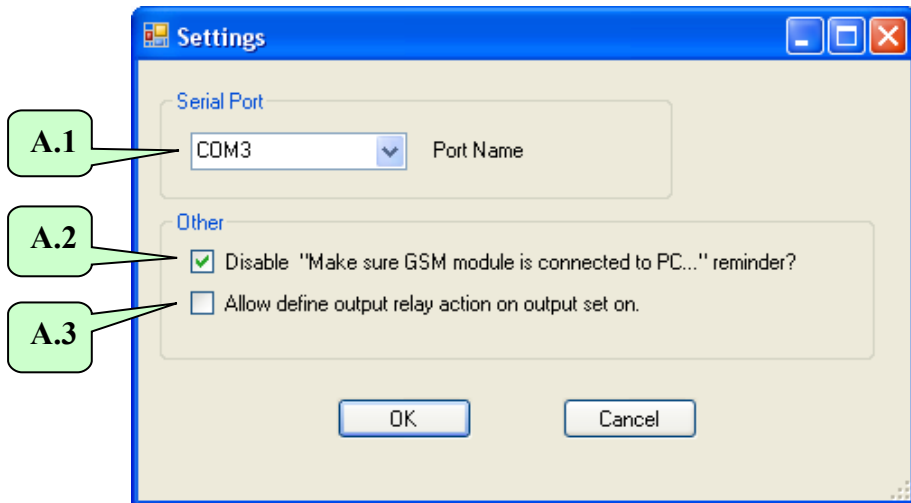 Settings
Serial Port
A.1
COM3 Port Name
Other
A.2
Disable "Make sure GSM module is connected to PC..." reminder?
A.3
Allow define output relay action on output set on.
OK Cancel